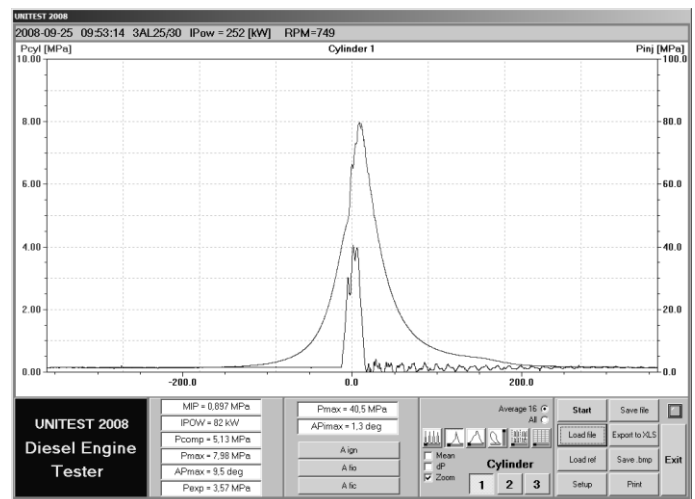 UNITEST 2008
2008-09-25 09:53:14 3AL25/30 IPow = 252 [kW] RPM=749
Pcyl [MPa] Cylinder 1 Pinj [MPa]
10.00 100.0
8.00 80.0
6.00 60.0
4.00 40.0
2.00 20.0
0.00 0.0
-200.0 0.0 200.0
UNITEST 2008
Diesel Engine
Tester
MIP = 0,897 MPa
IPOW = 82 kW
Pcomp = 5,13 MPa
Pmax = 7,98 MPa
APmax = 9,5 deg
Pexp = 3,57 MPa
Pmax = 40,5 MPa
APimax = 1,3 deg
A ign
A fio
A fic
Average 16
All
Mean
dP
Zoom
Cylinder
1 2 3
Start Save file
Load file Export to XLS
Load ref Save .bmp
Setup Print
Exit